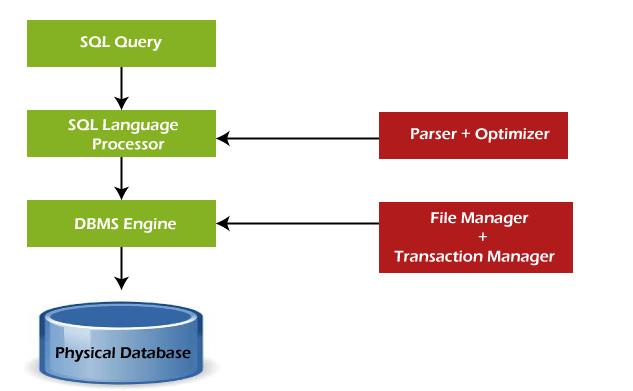 SQL Query
SQL Language
Processor
Parser + Optimizer
DBMS Engine
File Manager
+
Transaction Manager
Physical Database